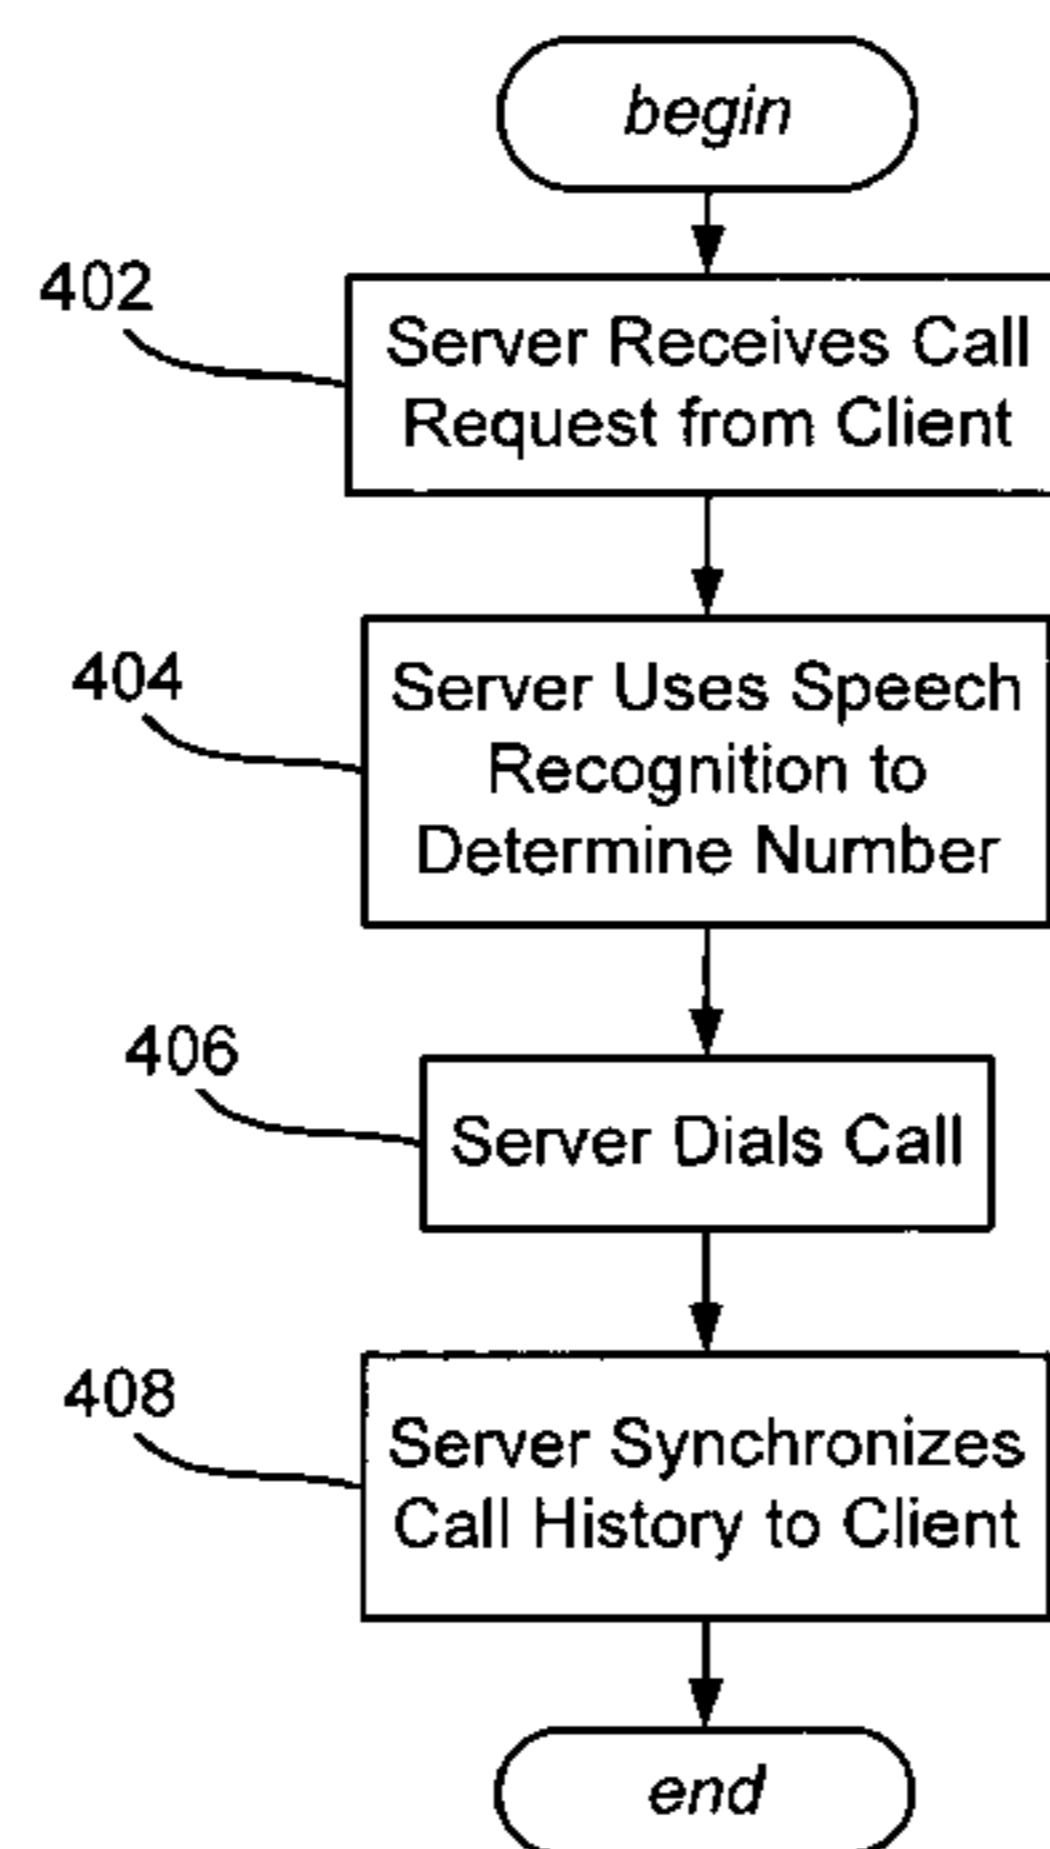 begin
402
Server Receives Call
Request from Client
404
Server Uses Speech
Recognition to
Determine Number
406
Server Dials Call
408
Server Synchronizes
Call History to Client
end